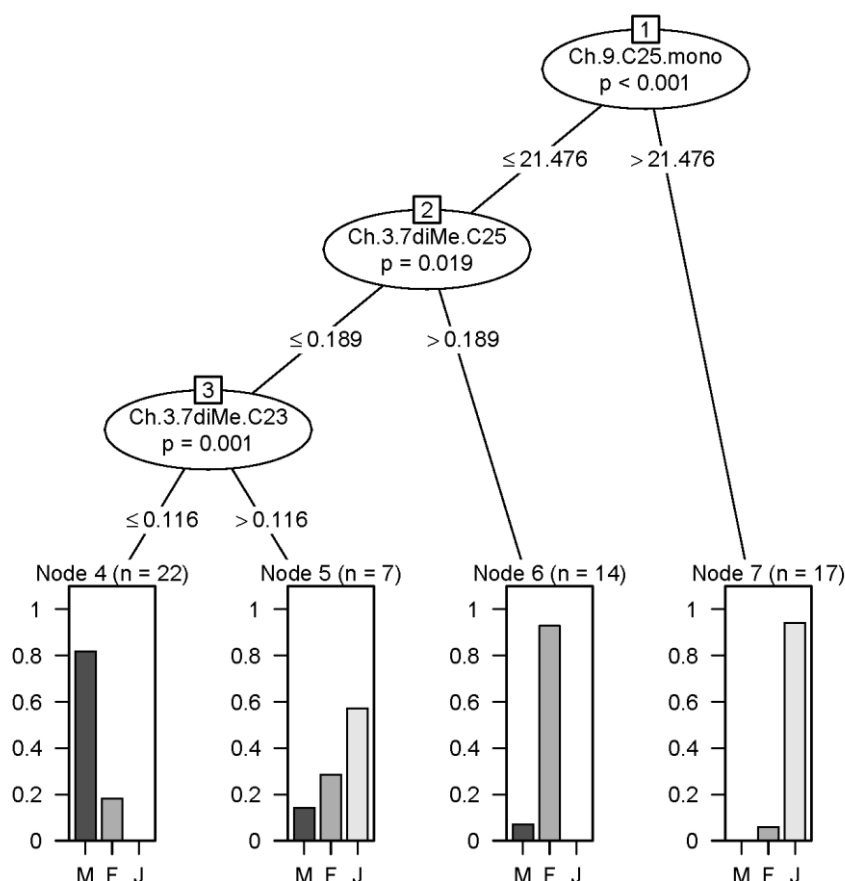 1
Ch.9.C25.mono
p < 0.001
≤ 21.476 > 21.476
2
Ch.3.7diMe.C25
p = 0.019
≤ 0.189 > 0.189
3
Ch.3.7diMe.C23
p = 0.001
≤ 0.116 > 0.116
Node 4 (n = 22)
1
0.8
0.6
0.4
0.2
0
M F J
Node 5 (n = 7)
1
0.8
0.6
0.4
0.2
0
M F J
Node 6 (n = 14)
1
0.8
0.6
0.4
0.2
0
M F J
Node 7 (n = 17)
1
0.8
0.6
0.4
0.2
0
M F J